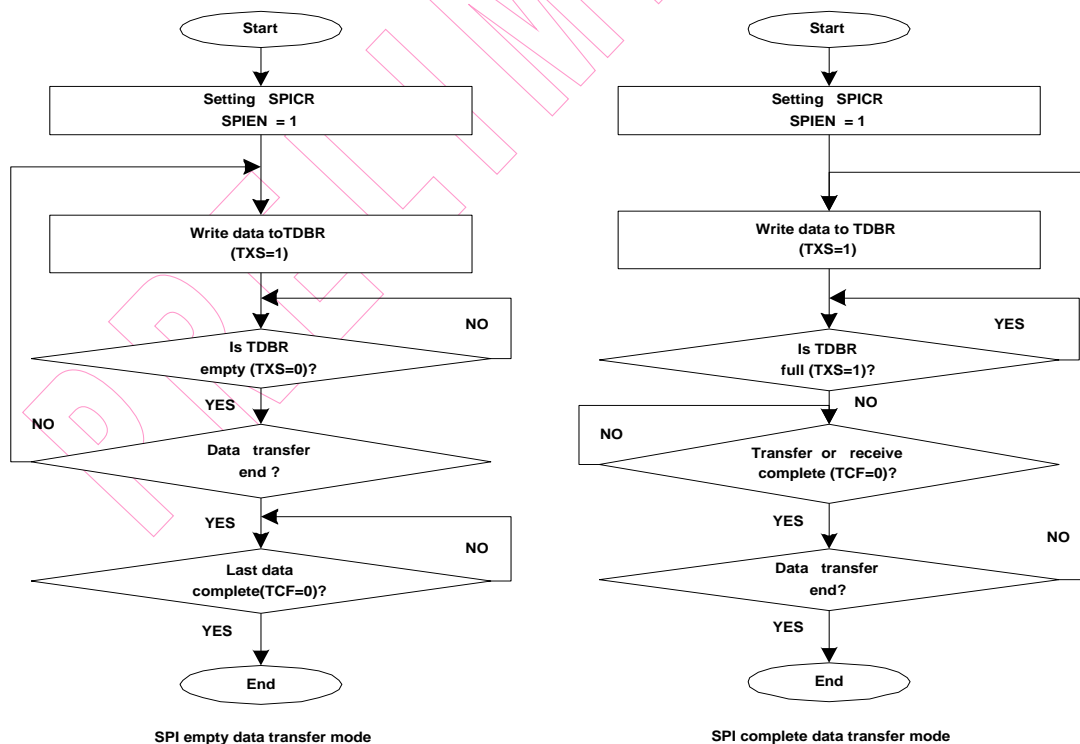 Start
Setting SPICR
SPIEN = 1
Write data toTDBR
(TXS=1)
NO
Is TDBR
empty (TXS=0)?
YES
NO
Data transfer
end ?
YES
NO
Last data
complete(TCF=0)?
YES
End
SPI empty data transfer mode
Start
Setting SPICR
SPIEN = 1
Write data to TDBR
(TXS=1)
YES
Is TDBR
full (TXS=1)?
NO
NO
Transfer or receive
complete (TCF=0)?
YES
NO
Data transfer
end?
YES
End
SPI complete data transfer mode